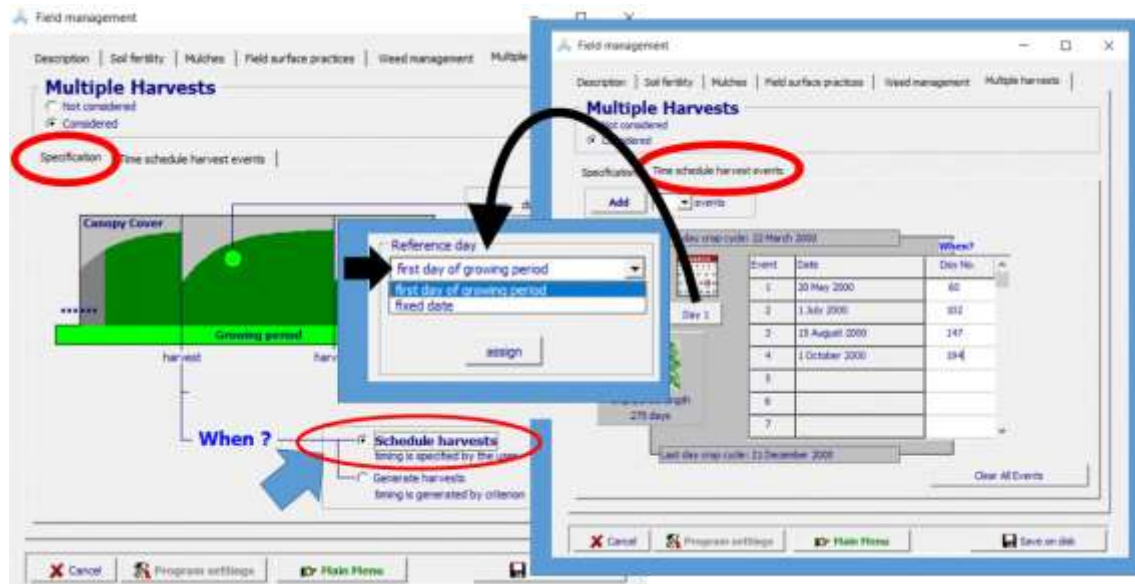 Field management
Description | Soil fertility | Mulches | Field surface practices | Weed management | Multiple
Multiple Harvests
Not considered
Considered
Specification | Time schedule harvest events
Canopy Cover
Growing period
harvest
When ?
Schedule harvests
timing is specified by the user
Generate harvests
timing is generated by criterion
Cancel
Program settings
Main Menu
Reference day
first day of growing period
first day of growing period
fixed date
assign
Field management
Description | Soil fertility | Mulches | Field surface practices | Weed management | Multiple harvests
Multiple Harvests
Not considered
Considered
Specification | Time schedule harvest events
Add
events
day crop cycle: 22 March 2000
When?
Event Date Day No.
1 20 May 2000 60
2 1 July 2000 102
3 15 August 2000 147
4 1 October 2000 194
5
6
7
Day 1
length
275 days
Last day crop cycle: 21 December 2000
Clear All Events
Cancel
Program settings
Main Menu
Save on disk